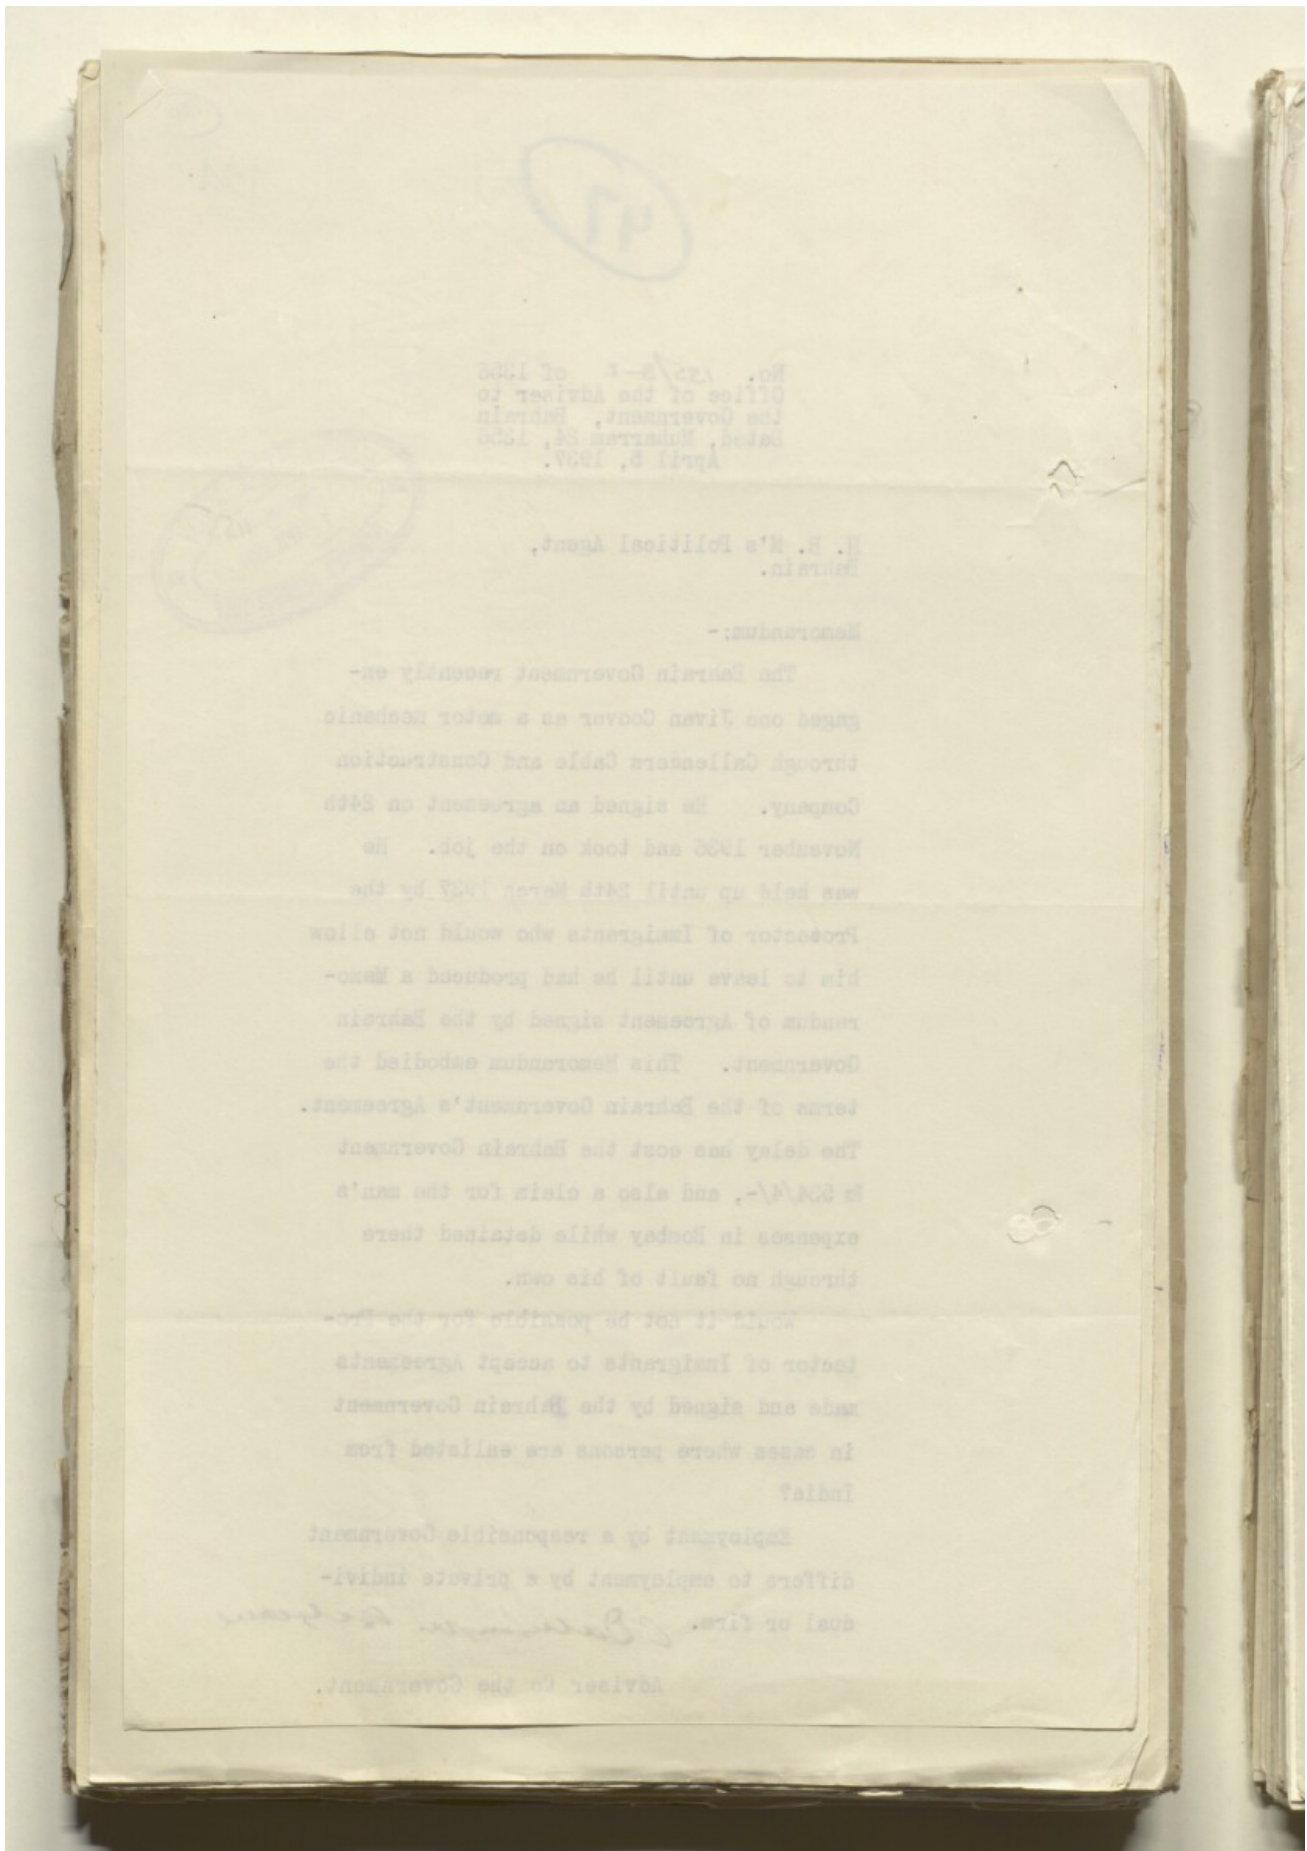 47
No. 195/8-2 of 1356
Office of the Adviser to
the Government, Bahrain
Dated, Muharram 24, 1356
April 5, 1937.
H. B. M's Political Agent,
Bahrain.
Memorandum:-
The Bahrain Government recently en-
gaged one Jivan Coover as a motor mechanic
through Callenders Cable and Construction
Company. He signed an agreement on 24th
November 1936 and took on the job. He
was held up until 24th March 1937 by the
Protector of Immigrants who would not allow
him to leave until he had produced a Memo-
randum of Agreement signed by the Bahrain
Government. This Memorandum embodied the
terms of the Bahrain Government's Agreement.
The delay has cost the Bahrain Government
Rs 534/4/-, and also a claim for the man's
expenses in Bombay while detained there
through no fault of his own.
Would it not be possible for the Pro-
tector of Immigrants to accept Agreements
made and signed by the Bahrain Government
in cases where persons are enlisted from
India?
Employment by a responsible Government
differs to employment by a private indivi-
dual or firm.
Adviser to the Government.